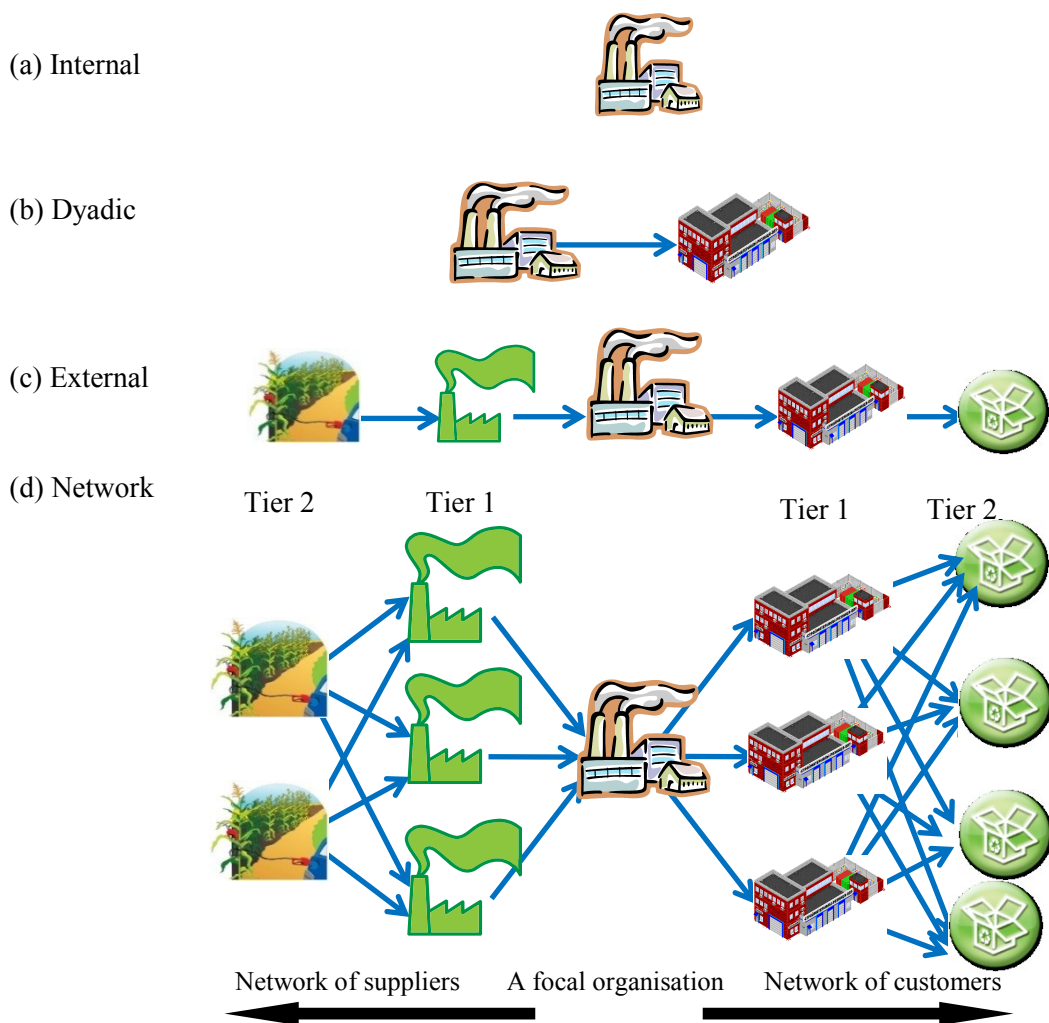 (a) Internal
(b) Dyadic
(c) External
(d) Network
Tier 2
Tier 1
Tier 1
Tier 2
Network of suppliers
A focal organisation
Network of customers